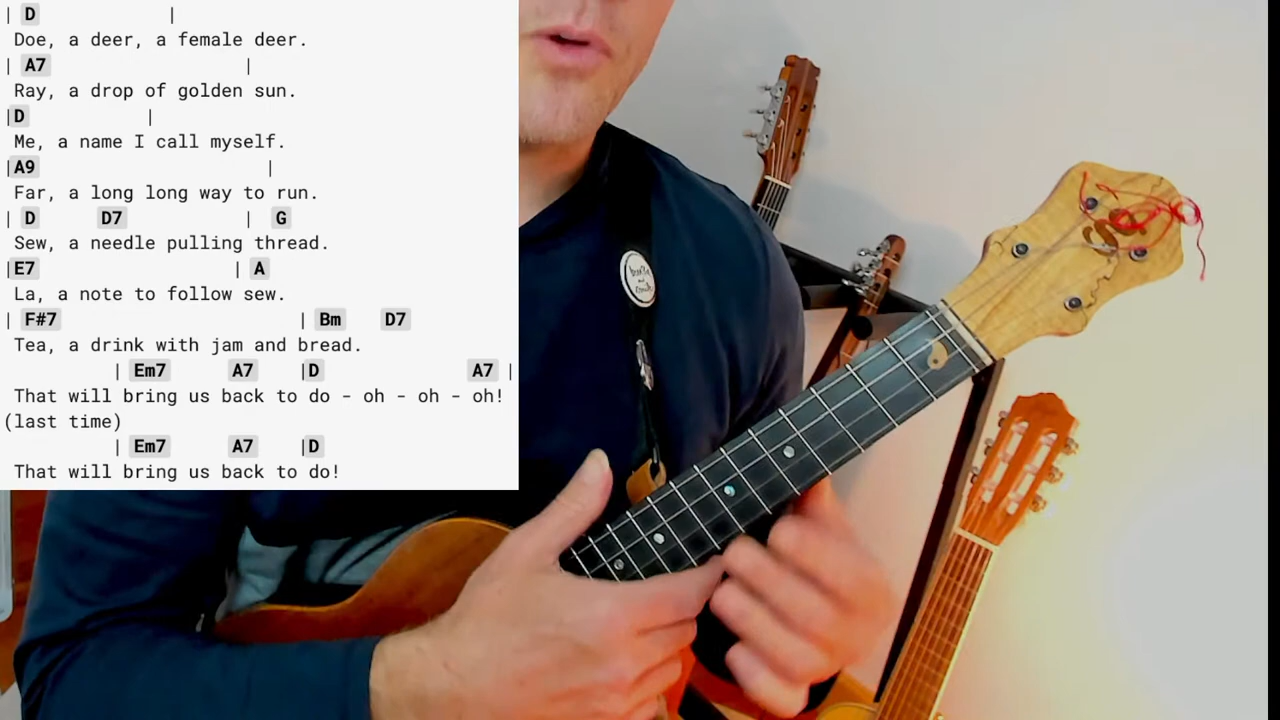 | D |
Doe, a deer, a female deer.
| A7 |
Ray, a drop of golden sun.
|D |
Me, a name I call myself.
|A9 |
Far, a long long way to run.
| D D7 | G
Sew, a needle pulling thread.
|E7 | A
La, a note to follow sew.
| F#7 | Bm D7
Tea, a drink with jam and bread.
| Em7 A7 |D A7 |
That will bring us back to do - oh - oh - oh!
(last time)
| Em7 A7 |D
That will bring us back to do!